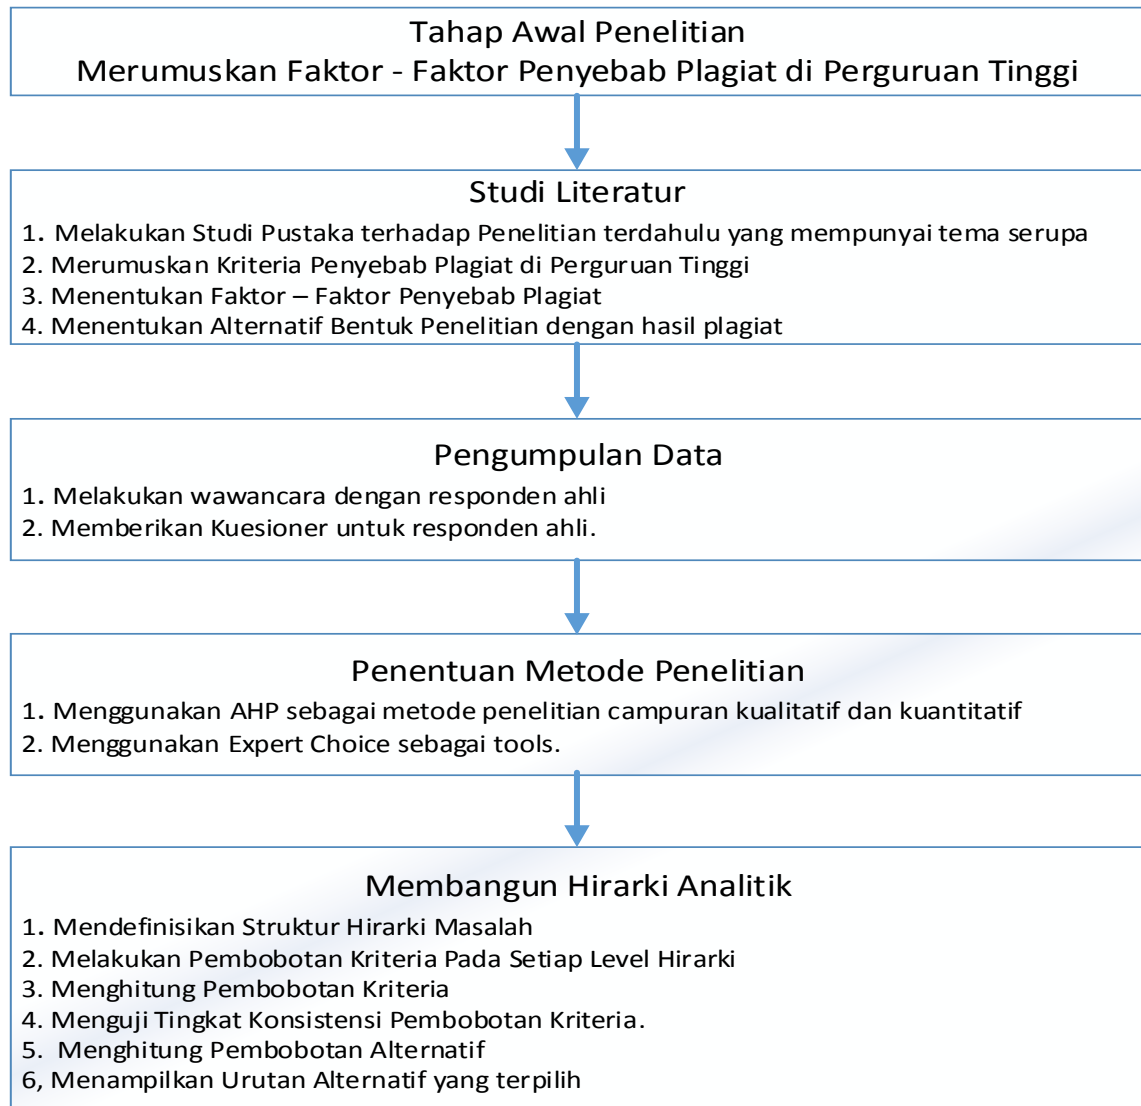 Tahap Awal Penelitian
Merumuskan Faktor - Faktor Penyebab Plagiat di Perguruan Tinggi
Studi Literatur
1. Melakukan Studi Pustaka terhadap Penelitian terdahulu yang mempunyai tema serupa
2. Merumuskan Kriteria Penyebab Plagiat di Perguruan Tinggi
3. Menentukan Faktor – Faktor Penyebab Plagiat
4. Menentukan Alternatif Bentuk Penelitian dengan hasil plagiat
Pengumpulan Data
1. Melakukan wawancara dengan responden ahli
2. Memberikan Kuesioner untuk responden ahli.
Penentuan Metode Penelitian
1. Menggunakan AHP sebagai metode penelitian campuran kualitatif dan kuantitatif
2. Menggunakan Expert Choice sebagai tools.
Membangun Hirarki Analitik
1. Mendefinisikan Struktur Hirarki Masalah
2. Melakukan Pembobotan Kriteria Pada Setiap Level Hirarki
3. Menghitung Pembobotan Kriteria
4. Menguji Tingkat Konsistensi Pembobotan Kriteria.
5. Menghitung Pembobotan Alternatif
6, Menampilkan Urutan Alternatif yang terpilih